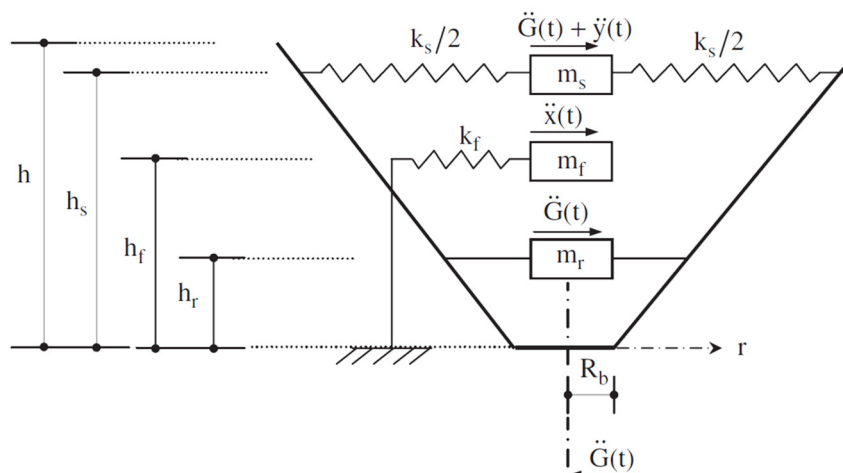 G̈(t) + ÿ(t)
k_s/2
m_s
k_s/2
ẍ(t)
k_f
m_f
G̈(t)
m_r
h
h_s
h_f
h_r
r
R_b
G̈(t)